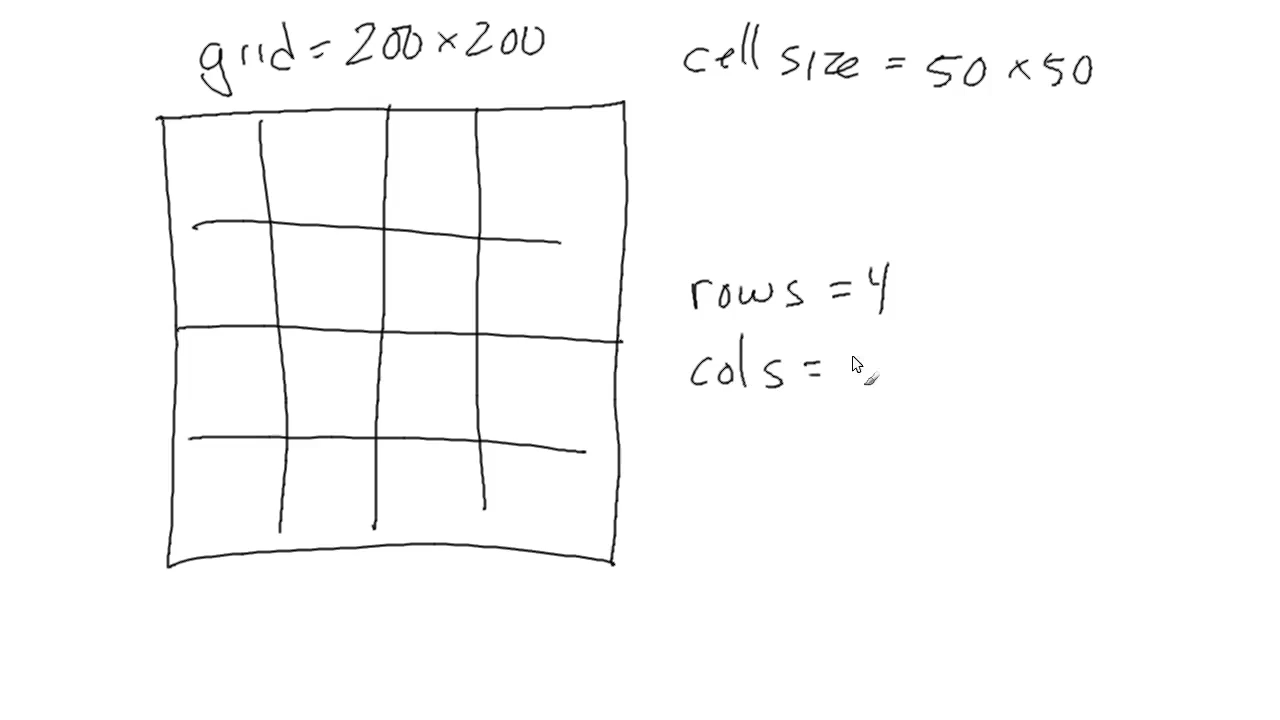 grid = 200 × 200
cell size = 50 × 50
rows = 4
cols =